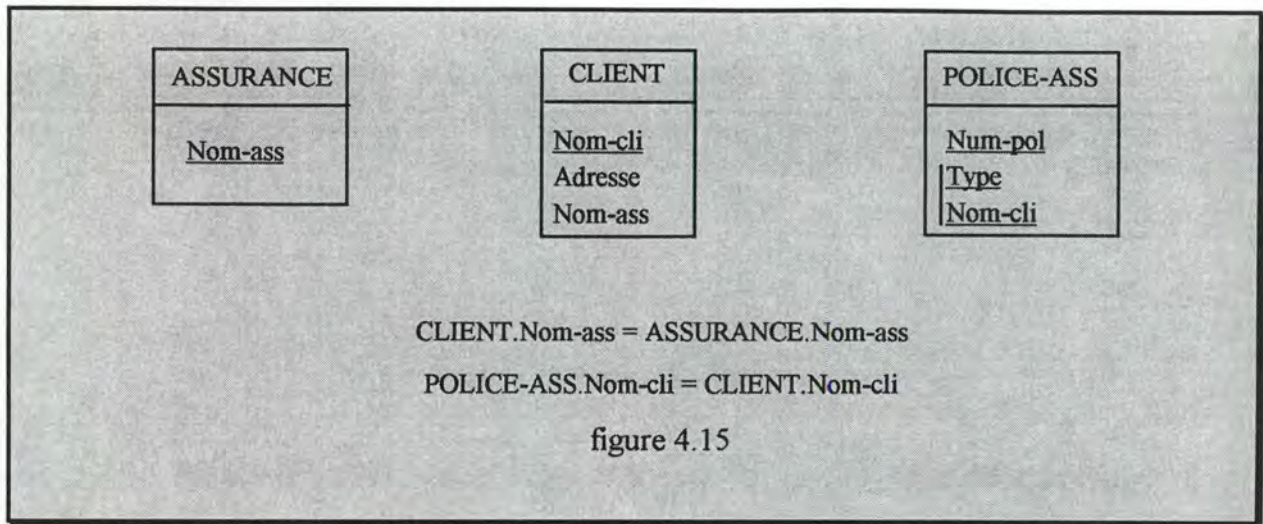 ASSURANCE
Nom-ass
CLIENT
Nom-cli
Adresse
Nom-ass
POLICE-ASS
Num-pol
Type
Nom-cli
CLIENT.Nom-ass = ASSURANCE.Nom-ass
POLICE-ASS.Nom-cli = CLIENT.Nom-cli
figure 4.15